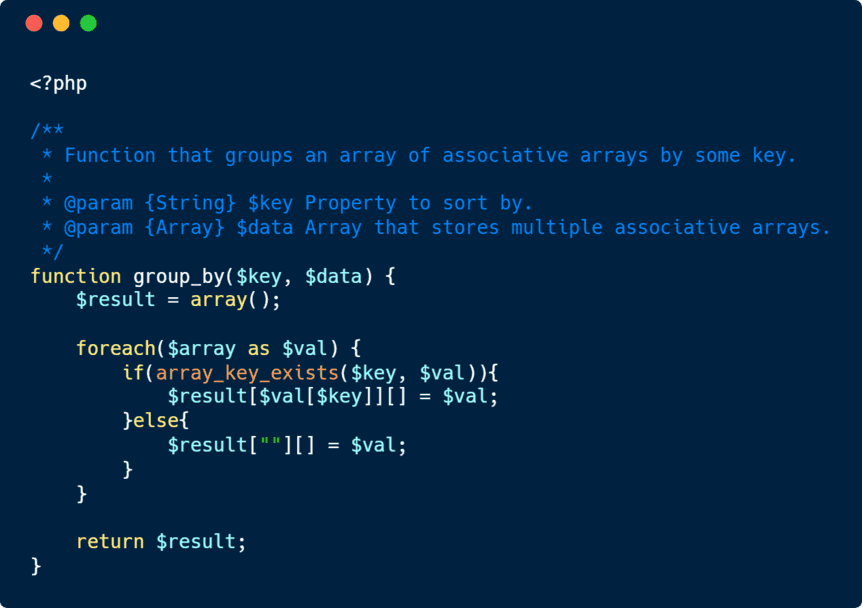 <?php

/**
 * Function that groups an array of associative arrays by some key.
 *
 * @param {String} $key Property to sort by.
 * @param {Array} $data Array that stores multiple associative arrays.
 */
function group_by($key, $data) {
    $result = array();

    foreach($array as $val) {
        if(array_key_exists($key, $val)){
            $result[$val[$key]][] = $val;
        }else{
            $result[""][] = $val;
        }
    }

    return $result;
}